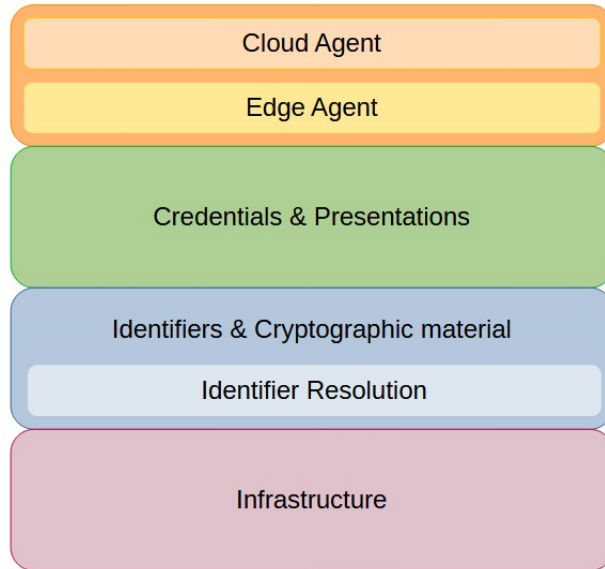 Cloud Agent
Edge Agent
Credentials & Presentations
Identifiers & Cryptographic material
Identifier Resolution
Infrastructure